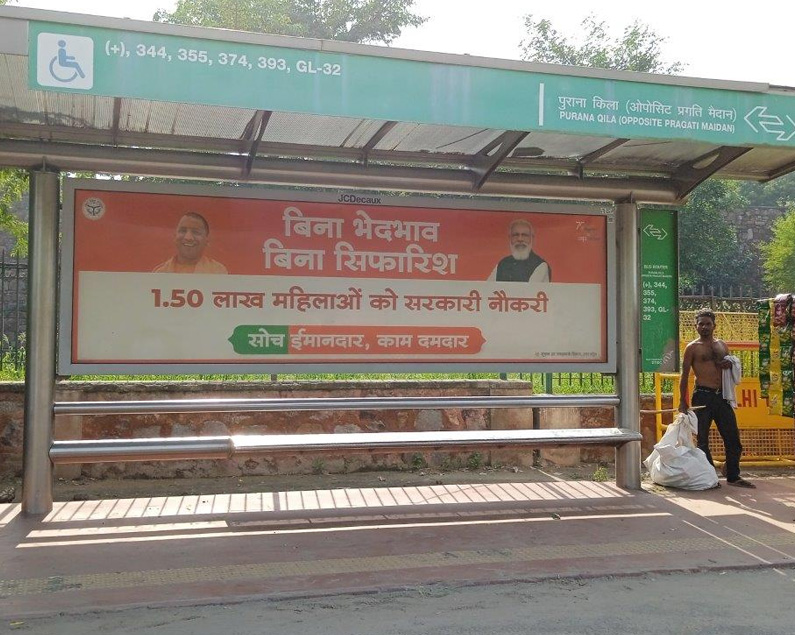 (+), 344, 355, 374, 393, GL-32
पुराना किला (ओपोसिट प्रगति मेदान)
PURANA QILA (OPPOSITE PRAGATI MAIDAN)
JCDecaux
बिना भेदभाव
बिना सिफारिश
1.50 लाख महिलाओं को सरकारी नौकरी
सोच ईमानदार, काम दमदार
(+), 344,
355,
374,
393, GL-
32
LHI